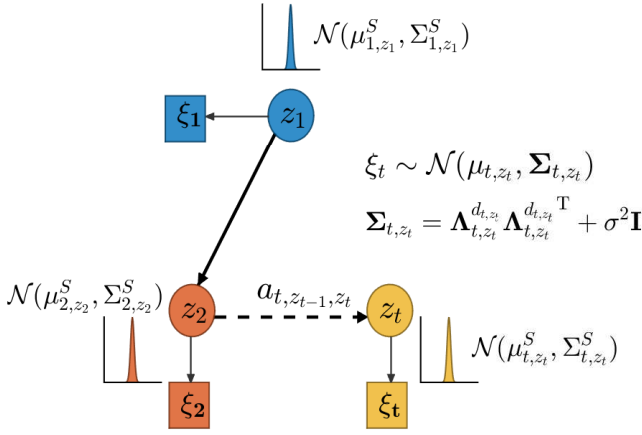 𝒩(μ^S_{1,z_1}, Σ^S_{1,z_1})
ξ_1
z_1
ξ_t ∼ 𝒩(μ_{t,z_t}, Σ_{t,z_t})
Σ_{t,z_t} = Λ^{d_{t,z_t}}_{t,z_t} Λ^{d_{t,z_t}}_{t,z_t}^T + σ^2 I
𝒩(μ^S_{2,z_2}, Σ^S_{2,z_2})
z_2
a_{t,z_{t-1},z_t}
z_t
𝒩(μ^S_{t,z_t}, Σ^S_{t,z_t})
ξ_2
ξ_t